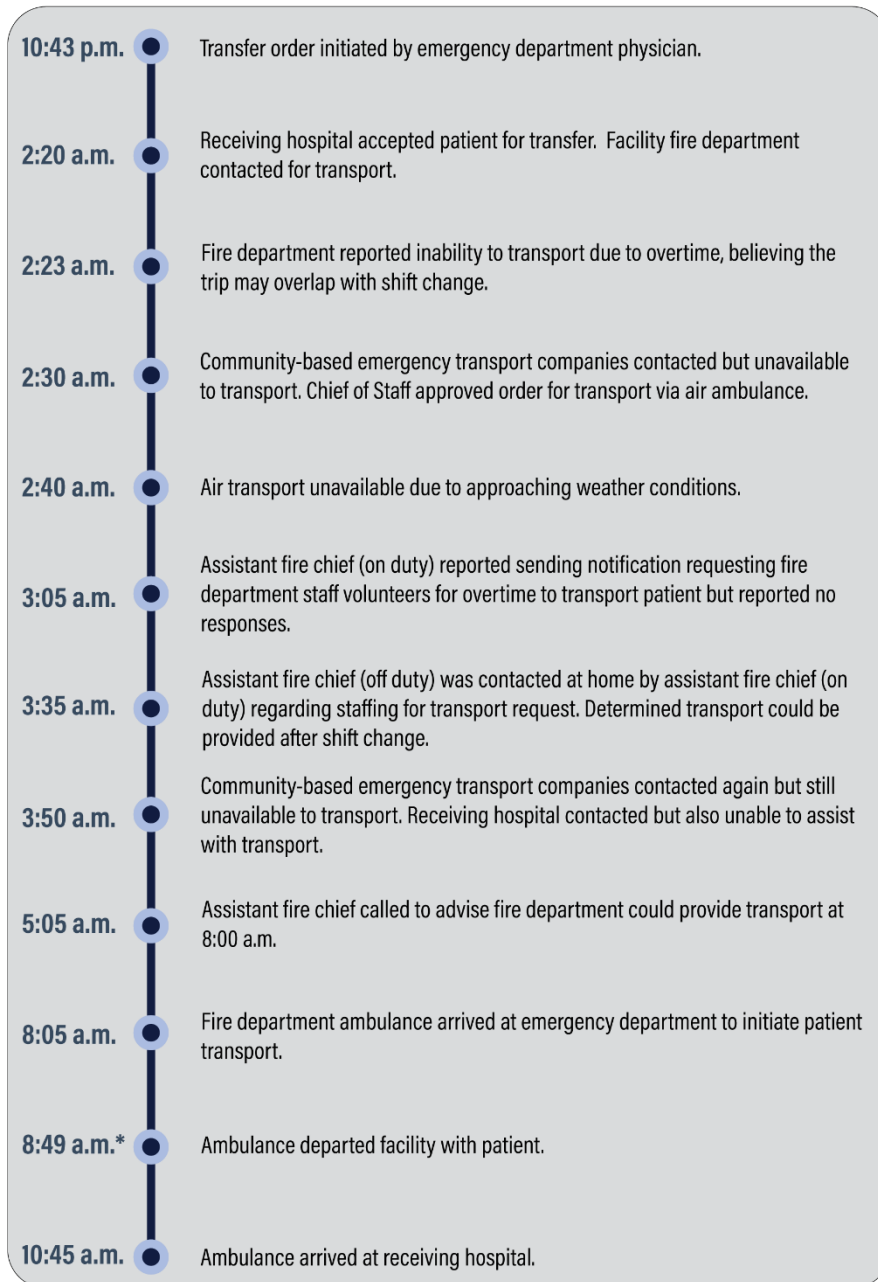 10:43 p.m.
Transfer order initiated by emergency department physician.
2:20 a.m.
Receiving hospital accepted patient for transfer.  Facility fire department
contacted for transport.
2:23 a.m.
Fire department reported inability to transport due to overtime, believing the
trip may overlap with shift change.
2:30 a.m.
Community-based emergency transport companies contacted but unavailable
to transport. Chief of Staff approved order for transport via air ambulance.
2:40 a.m.
Air transport unavailable due to approaching weather conditions.
3:05 a.m.
Assistant fire chief (on duty) reported sending notification requesting fire
department staff volunteers for overtime to transport patient but reported no
responses.
3:35 a.m.
Assistant fire chief (off duty) was contacted at home by assistant fire chief (on
duty) regarding staffing for transport request. Determined transport could be
provided after shift change.
3:50 a.m.
Community-based emergency transport companies contacted again but still
unavailable to transport. Receiving hospital contacted but also unable to assist
with transport.
5:05 a.m.
Assistant fire chief called to advise fire department could provide transport at
8:00 a.m.
8:05 a.m.
Fire department ambulance arrived at emergency department to initiate patient
transport.
8:49 a.m.*
Ambulance departed facility with patient.
10:45 a.m.
Ambulance arrived at receiving hospital.